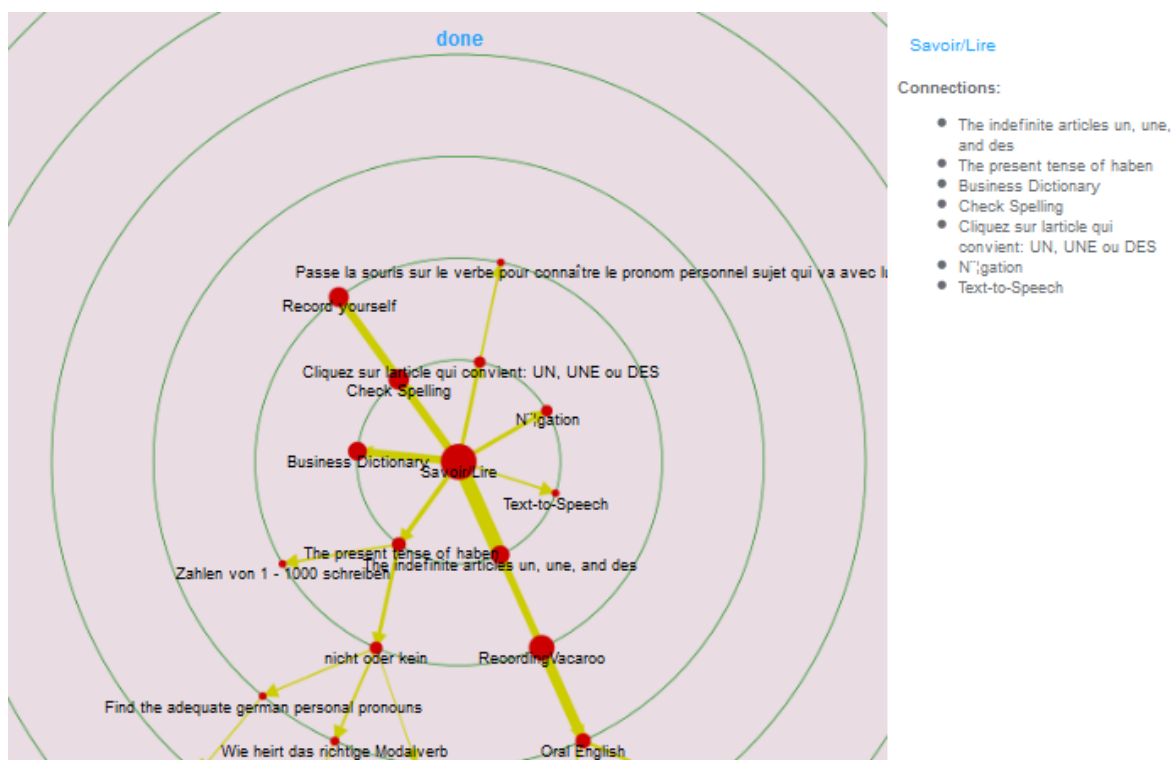 done
Passe la souris sur le verbe pour connaître le pronom personnel sujet qui va avec lu
Record yourself
Cliquez sur larticle qui convient: UN, UNE ou DES
Check Spelling
N¨¦gation
Business Dictionary
Savoir/Lire
Text-to-Speech
The present tense of haben
The indefinite articles un, une, and des
Zahlen von 1 - 1000 schreiben
nicht oder kein
RecordingVacaroo
Find the adequate german personal pronouns
Wie heirt das richtige Modalverb
Oral English
Savoir/Lire
Connections:
The indefinite articles un, une,
and des
The present tense of haben
Business Dictionary
Check Spelling
Cliquez sur larticle qui
convient: UN, UNE ou DES
N¨¦gation
Text-to-Speech